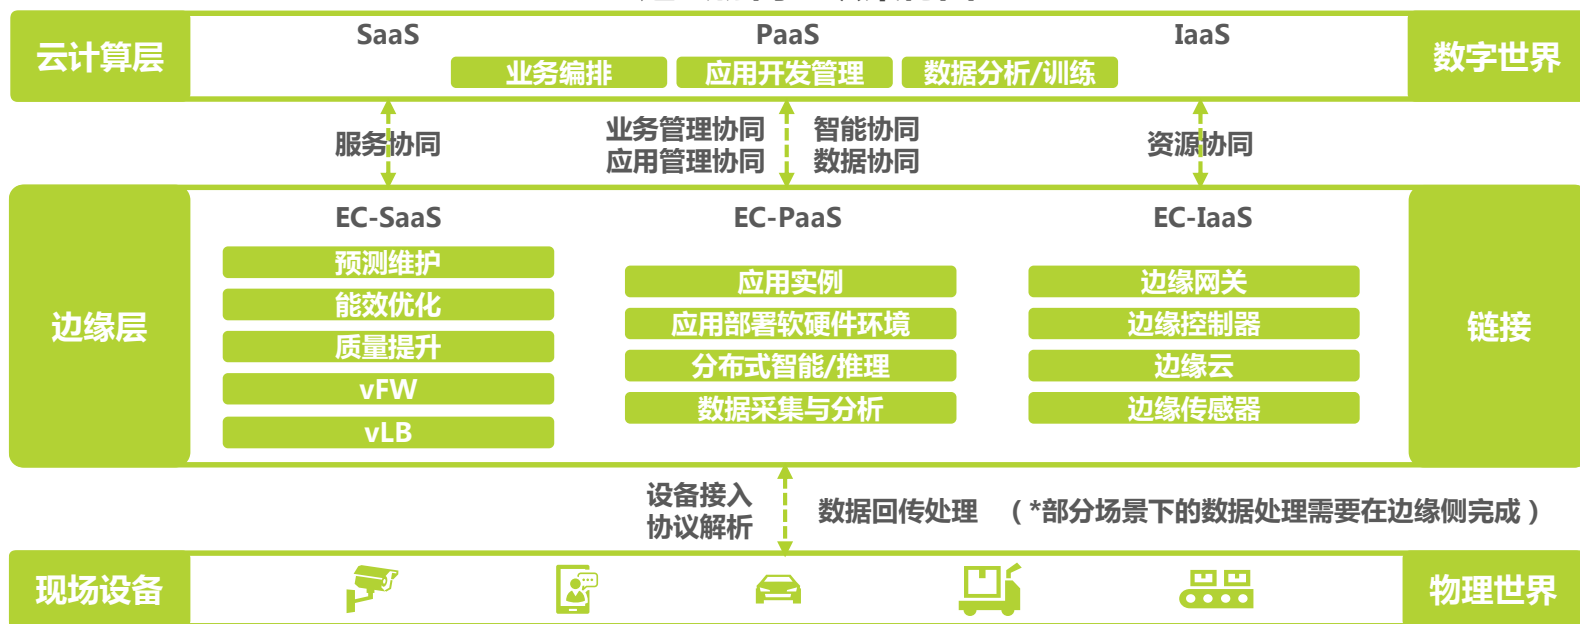 云计算层
SaaS
PaaS
IaaS
数字世界
业务编排
应用开发管理
数据分析/训练
服务协同
业务管理协同
应用管理协同
智能协同
数据协同
资源协同
边缘层
EC-SaaS
预测维护
能效优化
质量提升
vFW
vLB
EC-PaaS
应用实例
应用部署软硬件环境
分布式智能/推理
数据采集与分析
EC-IaaS
边缘网关
边缘控制器
边缘云
边缘传感器
链接
设备接入
协议解析
数据回传处理 （*部分场景下的数据处理需要在边缘侧完成）
现场设备
物理世界